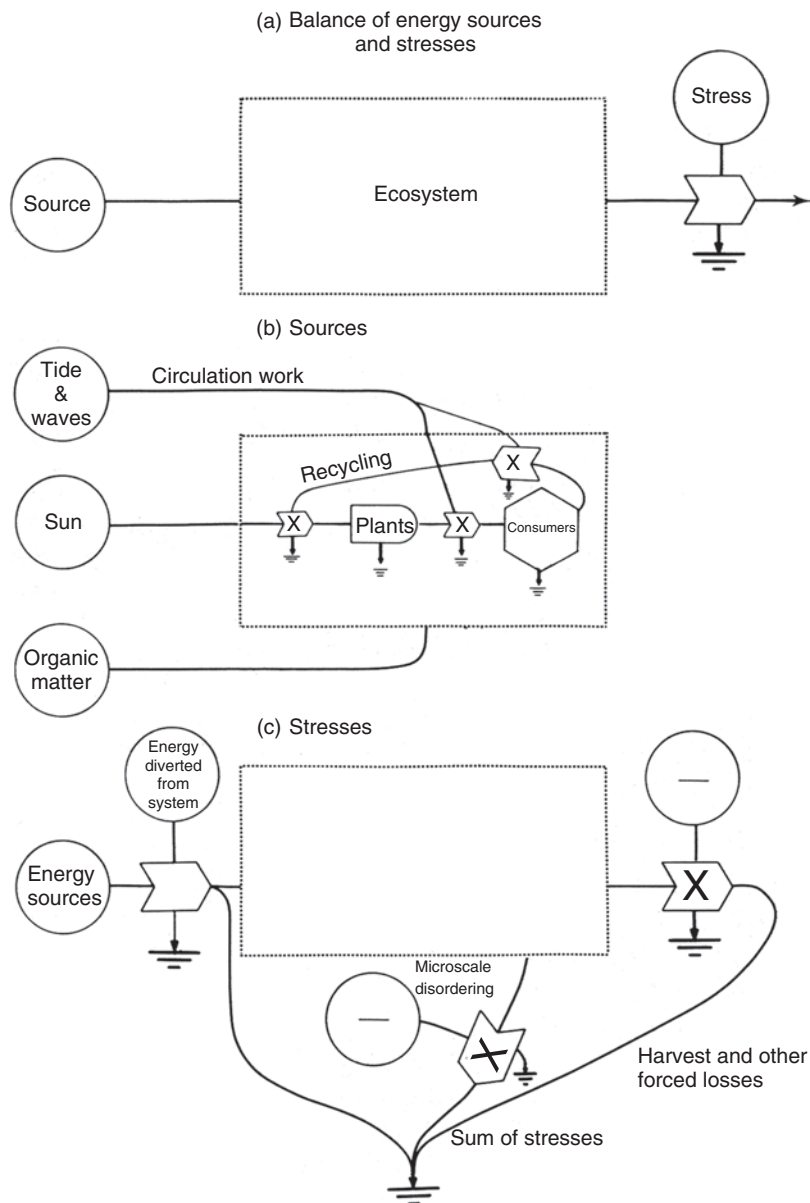 (a) Balance of energy sources
and stresses
Stress
Source
Ecosystem
(b) Sources
Tide
&
waves
Circulation work
Recycling
X
Sun
X
Plants
X
Consumers
Organic
matter
(c) Stresses
Energy
diverted
from
system
—
Energy
sources
X
Microscale
disordering
—
X
Harvest and other
forced losses
Sum of stresses